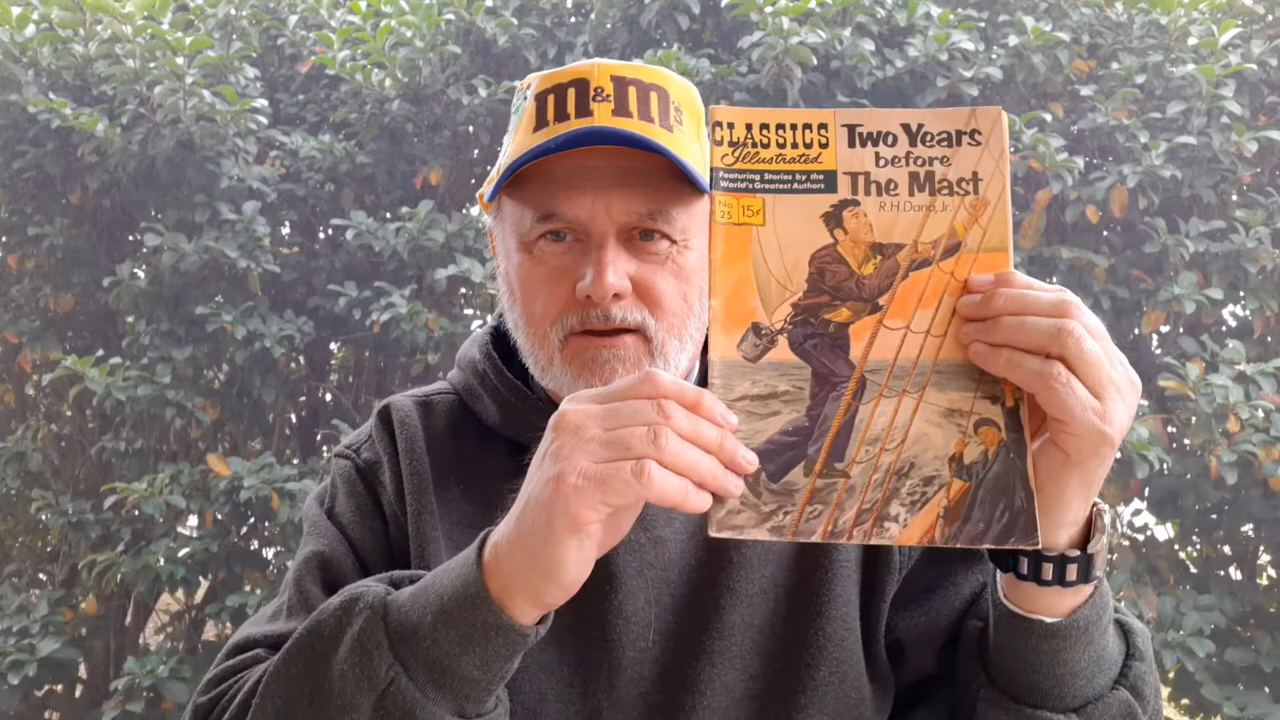 m&m's
CLASSICS
Illustrated
Featuring Stories by the
World's Greatest Authors
No.
25
15¢
Two Years
before
The Mast
R.H.Dana, Jr.